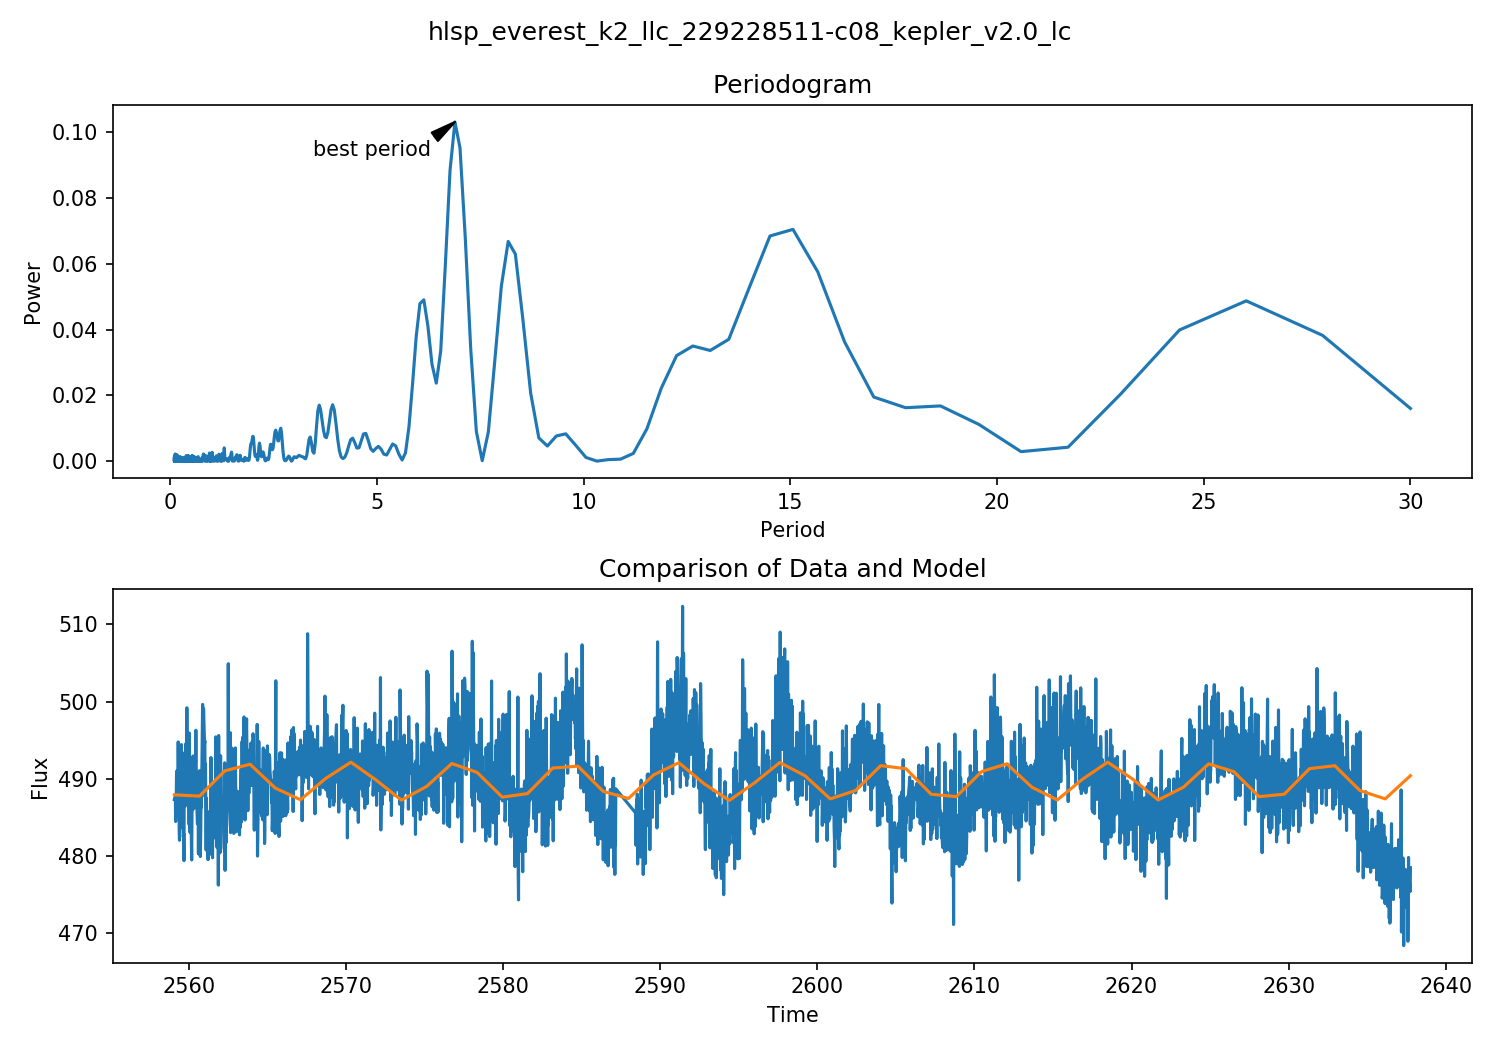 hlsp_everest_k2_llc_229228511-c08_kepler_v2.0_lc
Periodogram
0.10
0.08
0.06
0.04
0.02
0.00
Power
best period
0 5 10 15 20 25 30
Period
Comparison of Data and Model
510
500
490
480
470
Flux
2560 2570 2580 2590 2600 2610 2620 2630 2640
Time